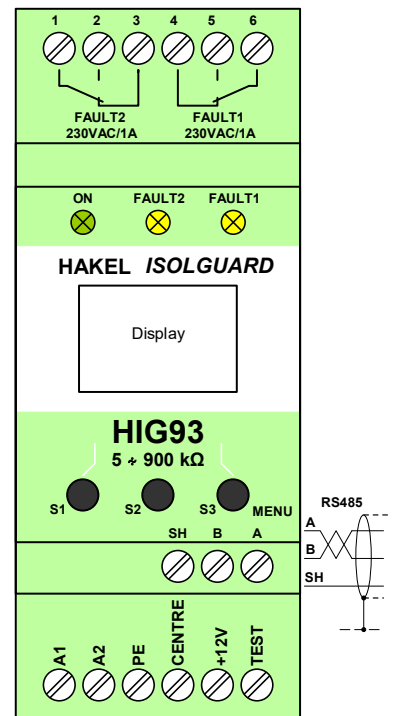 1 2 3 4 5 6
FAULT2 FAULT1
230VAC/1A 230VAC/1A
ON FAULT2 FAULT1
HAKEL ISOLGUARD
Display
HIG93
5 ÷ 900 kΩ
S1 S2 S3 MENU
RS485
SH B A
A
B
SH
A1 A2 PE CENTRE +12V TEST